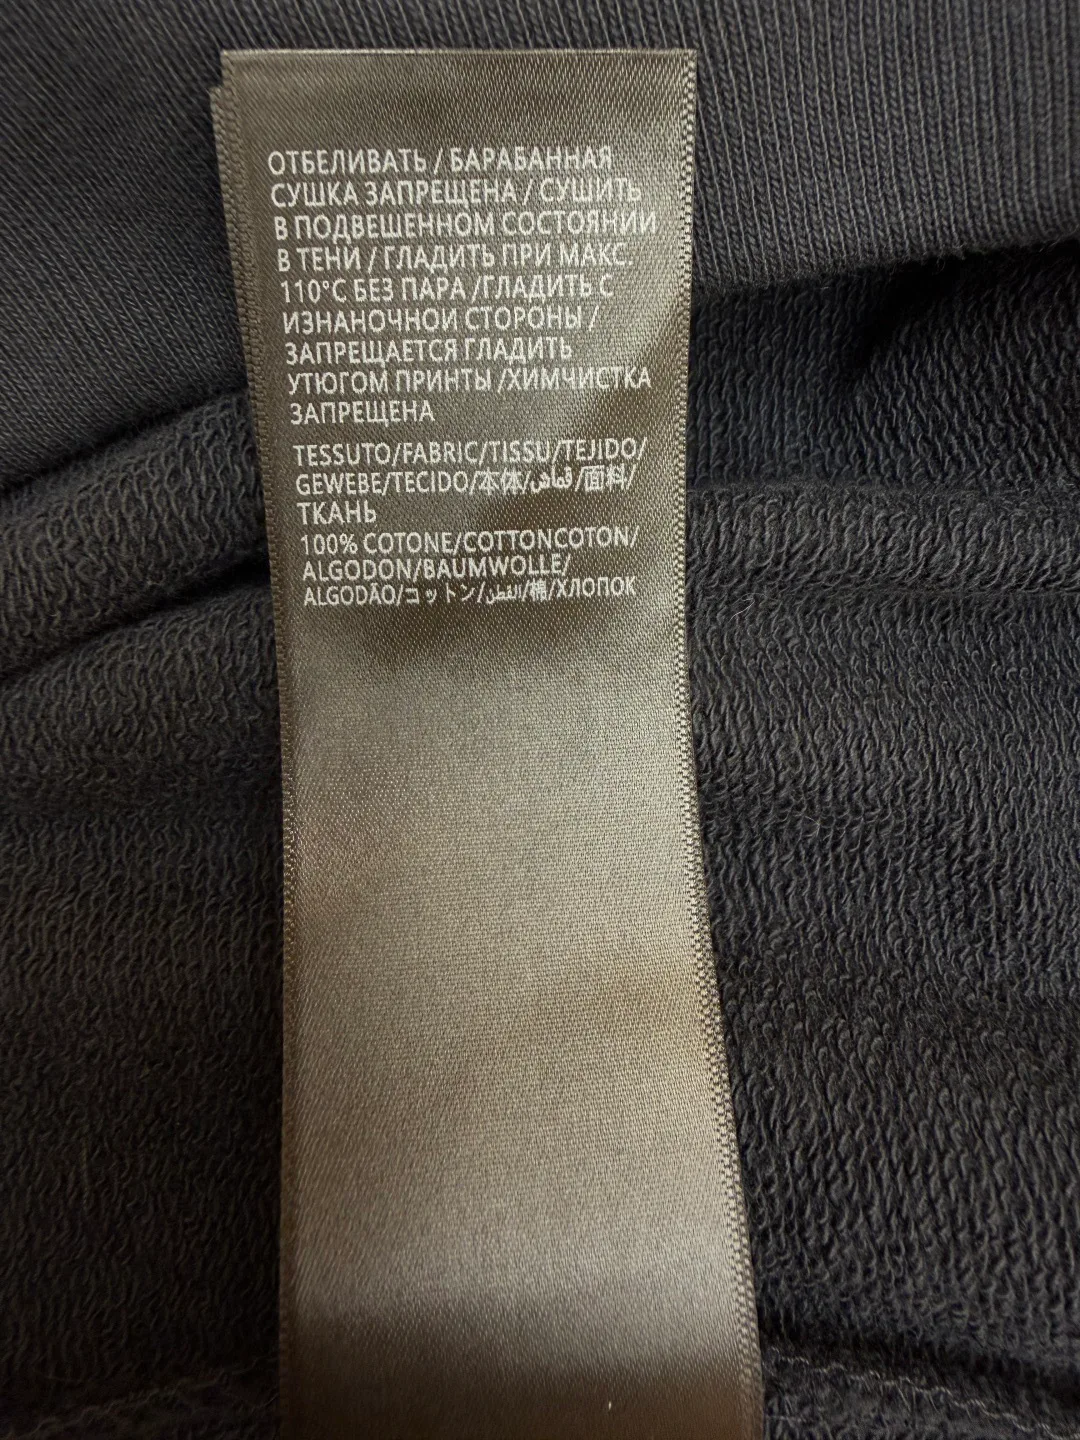 ОТБЕЛИВАТЬ / БАРАБАННАЯ
СУШКА ЗАПРЕЩЕНА / СУШИТЬ
В ПОДВЕШЕННОМ СОСТОЯНИИ
В ТЕНИ / ГЛАДИТЬ ПРИ МАКС.
110°C БЕЗ ПАРА /ГЛАДИТЬ С
ИЗНАНОЧНОИ СТОРОНЫ /
ЗАПРЕЩАЕТСЯ ГЛАДИТЬ
УТЮГОМ ПРИНТЫ /ХИМЧИСТКА
ЗАПРЕЩЕНА
TESSUTO/FABRIC/TISSU/TEJIDO/
GEWEBE/TECIDO/本体/قماش/面料/
ТКАНЬ
100% COTONE/COTTONCOTON/
ALGODON/BAUMWOLLE/
ALGODAO/コットン/القطن/棉/ХЛОПОК